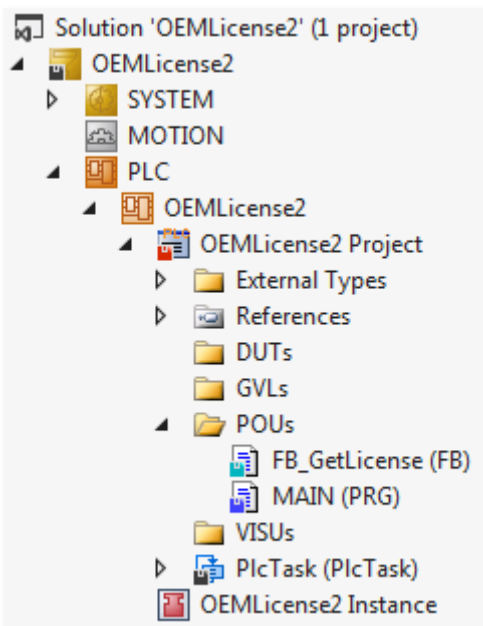 Solution 'OEMLicense2' (1 project)
OEMLicense2
SYSTEM
MOTION
PLC
OEMLicense2
OEMLicense2 Project
External Types
References
DUTs
GVLs
POUs
FB_GetLicense (FB)
MAIN (PRG)
VISUs
PlcTask (PlcTask)
OEMLicense2 Instance